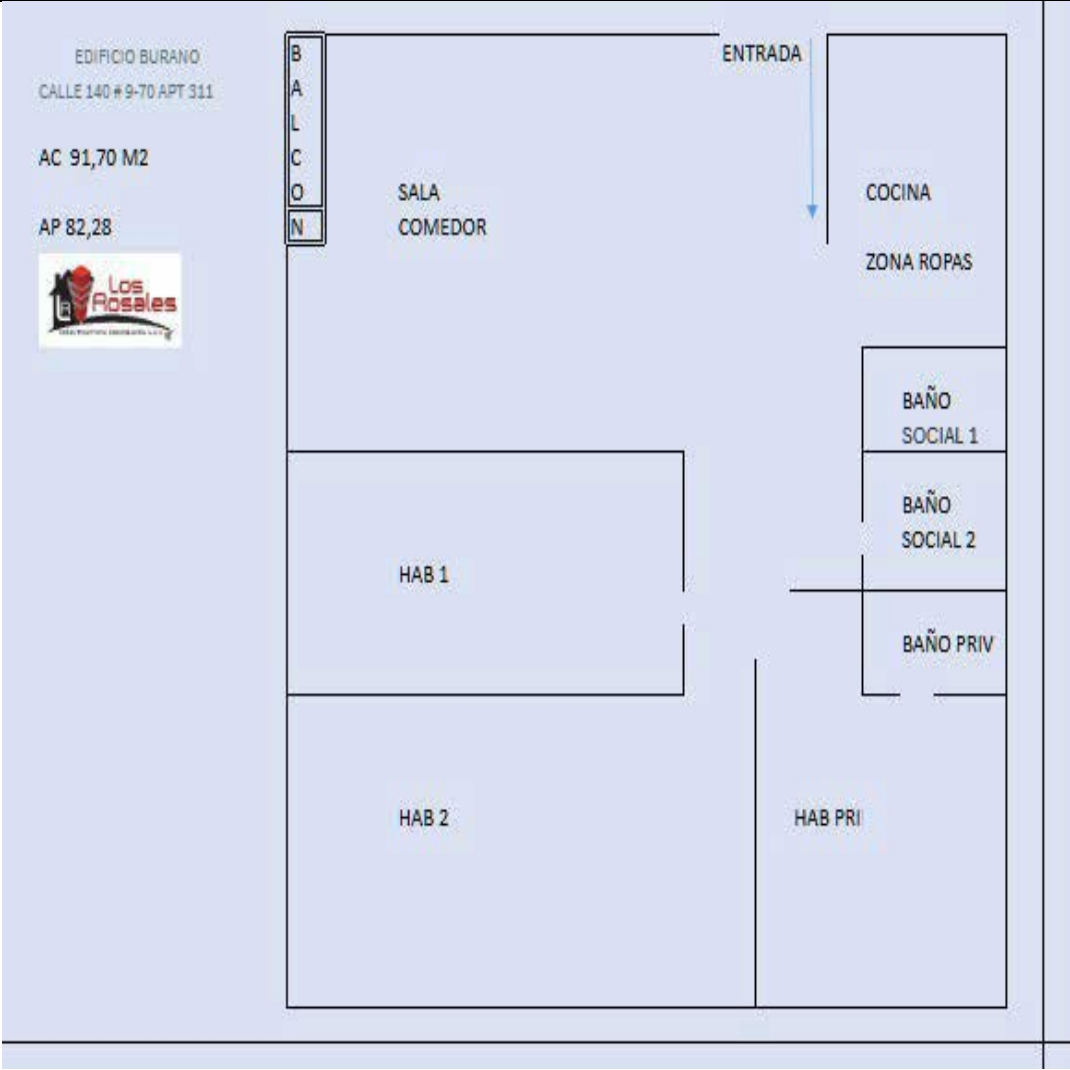 EDIFICIO BURANO
CALLE 140 # 9-70 APT 311
AC 91,70 M2
AP 82,28
Los
Rosales
B
A
L
C
O
N
ENTRADA
SALA
COMEDOR
COCINA
ZONA ROPAS
BAÑO
SOCIAL 1
BAÑO
SOCIAL 2
HAB 1
BAÑO PRIV
HAB 2
HAB PRI